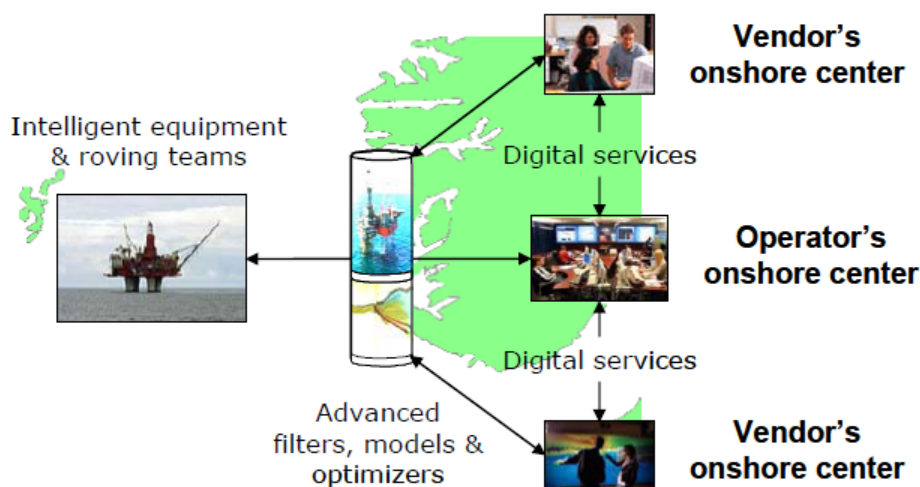 Vendor’s
onshore center
Intelligent equipment
& roving teams
Digital services
Operator’s
onshore center
Digital services
Advanced
filters, models &
optimizers
Vendor’s
onshore center